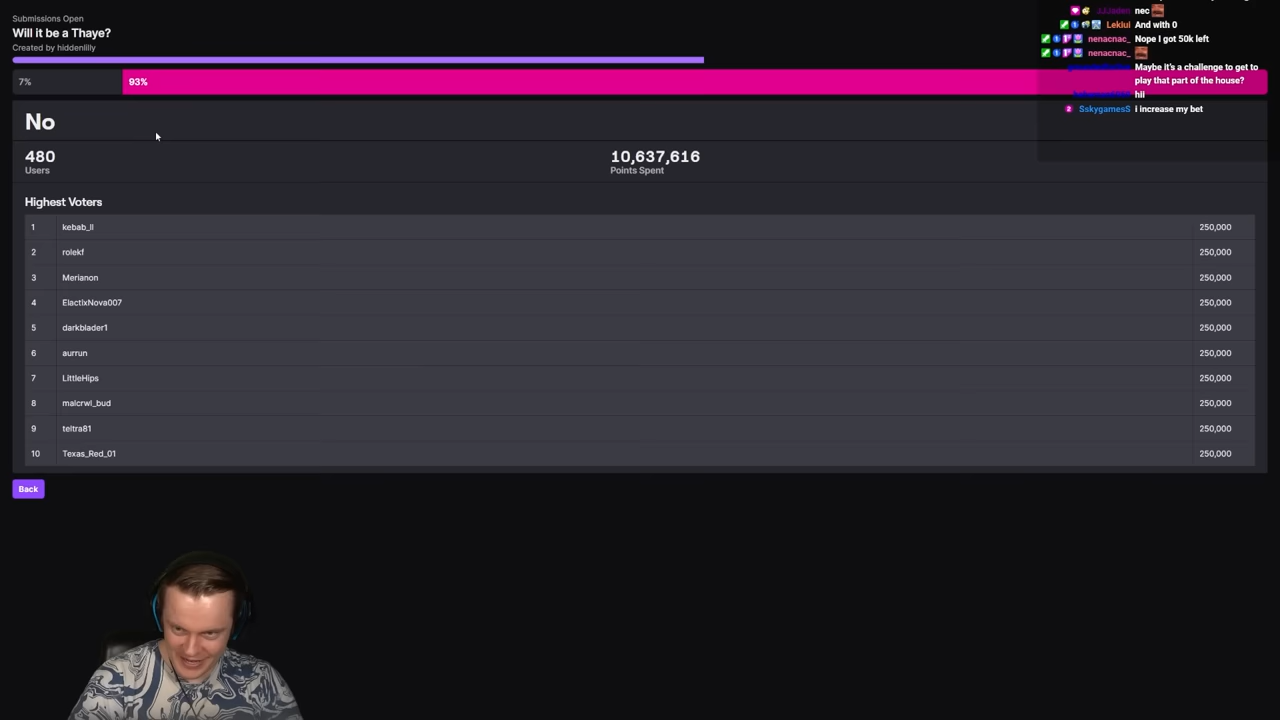 Submissions Open
Will it be a Thaye?
Created by hiddenlilly
7%
93%
No
480
Users
10,637,616
Points Spent
Highest Voters
1 kebab_ll 250,000
2 rolekf 250,000
3 Merianon 250,000
4 ElactixNova007 250,000
5 darkblader1 250,000
6 aurrun 250,000
7 LittleHips 250,000
8 malcrwl_bud 250,000
9 teltra81 250,000
10 Texas_Red_01 250,000
Back
JJJaden nec
Lekiul And with 0
nenacnac_ Nope I got 50k left
nenacnac_
Maybe it's a challenge to get to
play that part of the house?
hii
SskygamesS i increase my bet